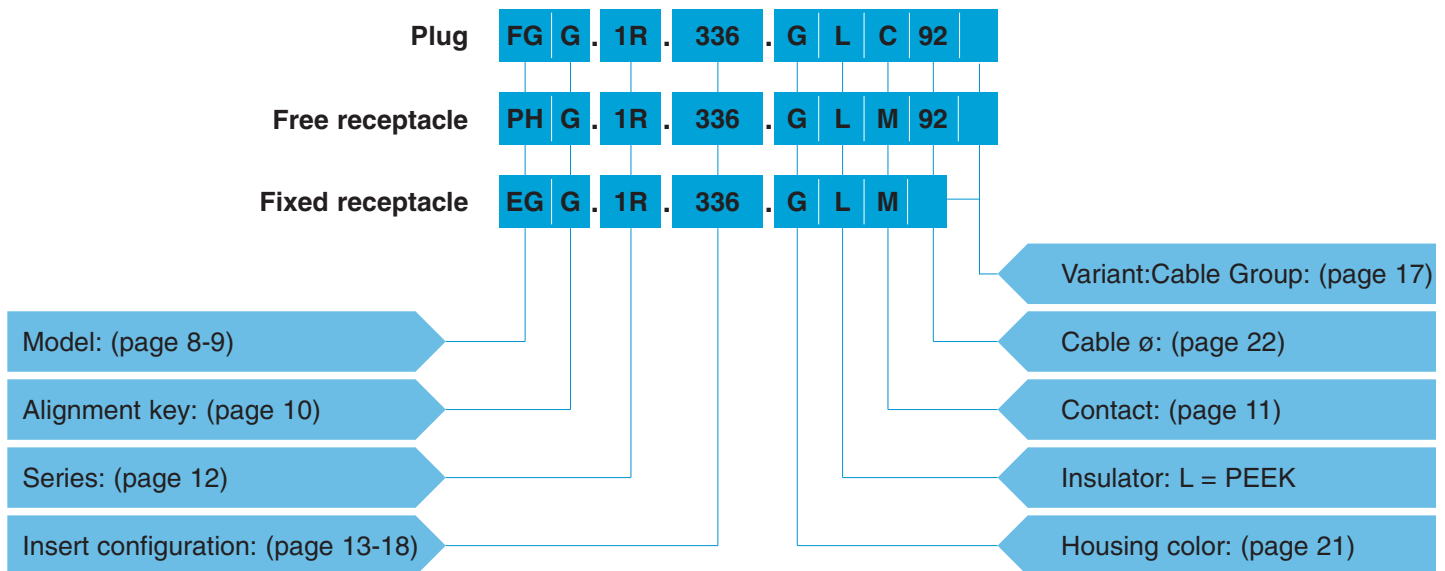 Plug FG G . 1R . 336 . G L C 92
Free receptacle PH G . 1R . 336 . G L M 92
Fixed receptacle EG G . 1R . 336 . G L M
Variant:Cable Group: (page 17)
Model: (page 8-9)
Cable ø: (page 22)
Alignment key: (page 10)
Contact: (page 11)
Series: (page 12)
Insulator: L = PEEK
Insert configuration: (page 13-18)
Housing color: (page 21)